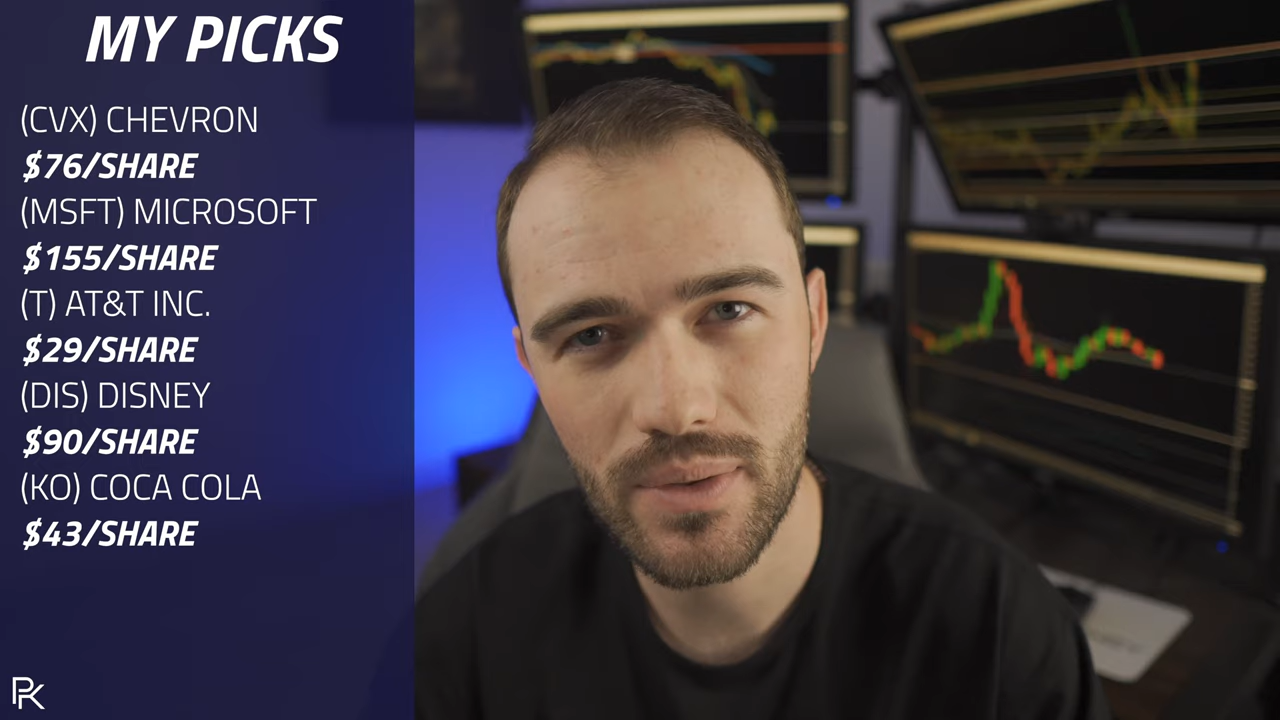 MY PICKS
(CVX) CHEVRON
$76/SHARE
(MSFT) MICROSOFT
$155/SHARE
(T) AT&T INC.
$29/SHARE
(DIS) DISNEY
$90/SHARE
(KO) COCA COLA
$43/SHARE
PK